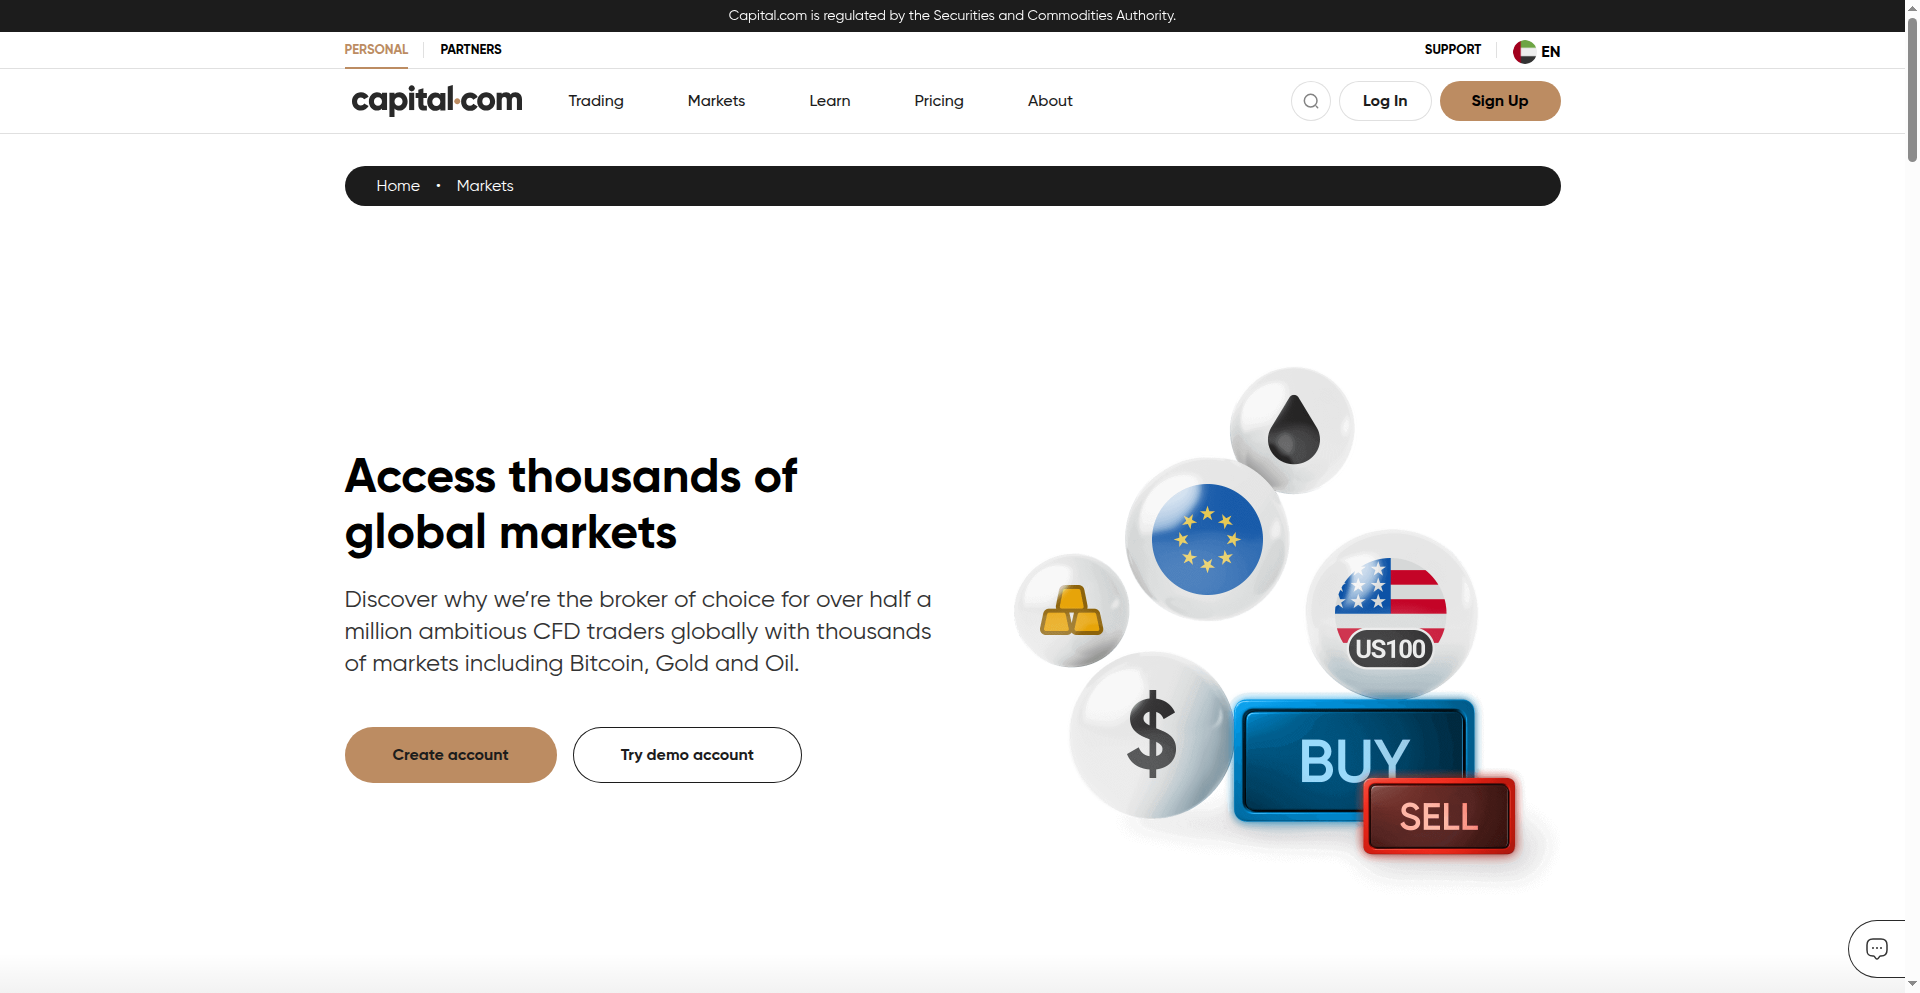 Capital.com is regulated by the Securities and Commodities Authority.
PERSONAL PARTNERS SUPPORT EN
capital.com Trading Markets Learn Pricing About Log In Sign Up
Home • Markets
Access thousands of
global markets
Discover why we’re the broker of choice for over half a
million ambitious CFD traders globally with thousands
of markets including Bitcoin, Gold and Oil.
Create account Try demo account
US100
$
BUY
SELL